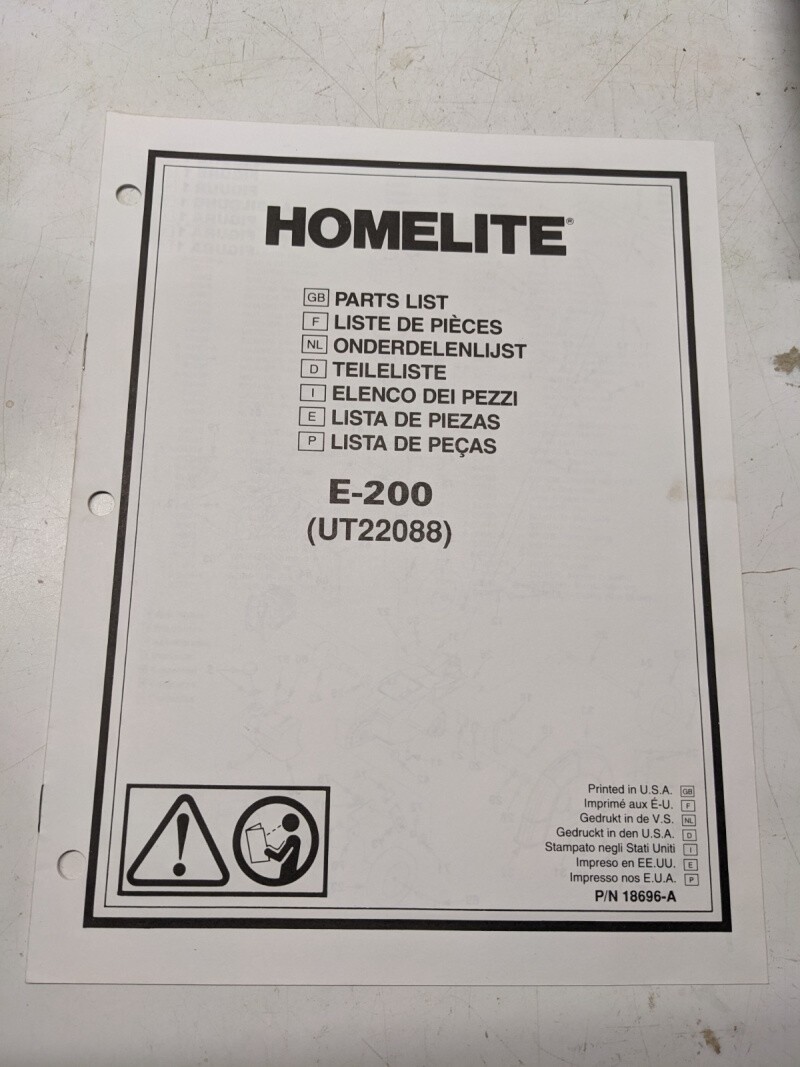 HOMELITE®
GB PARTS LIST
F LISTE DE PIÈCES
NL ONDERDELENLIJST
D TEILELISTE
I ELENCO DEI PEZZI
E LISTA DE PIEZAS
P LISTA DE PEÇAS
E-200
(UT22088)
Printed in U.S.A. GB
Imprimé aux É-U. F
Gedrukt in de V.S. NL
Gedruckt in den U.S.A. D
Stampato negli Stati Uniti I
Impreso en EE.UU. E
Impresso nos E.U.A. P
P/N 18696-A